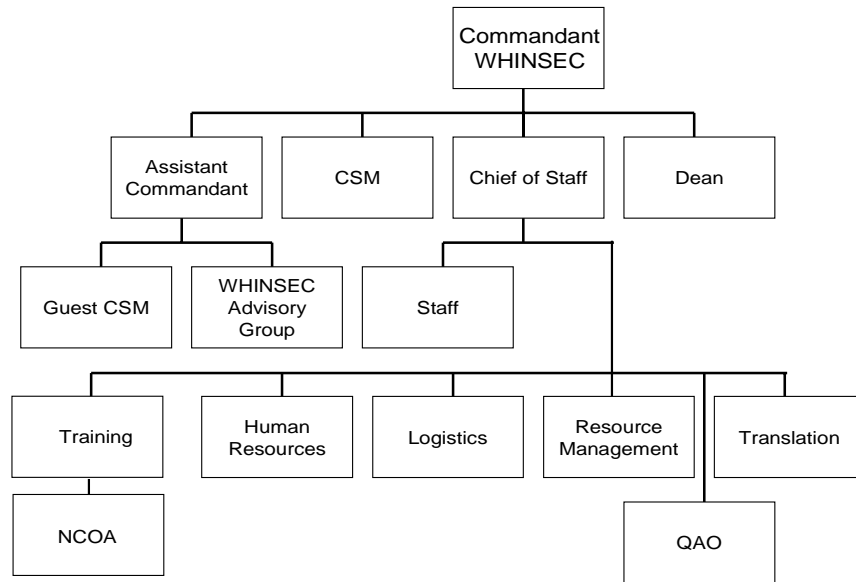 Commandant
WHINSEC
Assistant
Commandant
CSM
Chief of Staff
Dean
Guest CSM
WHINSEC
Advisory
Group
Staff
Training
Human
Resources
Logistics
Resource
Management
Translation
NCOA
QAO